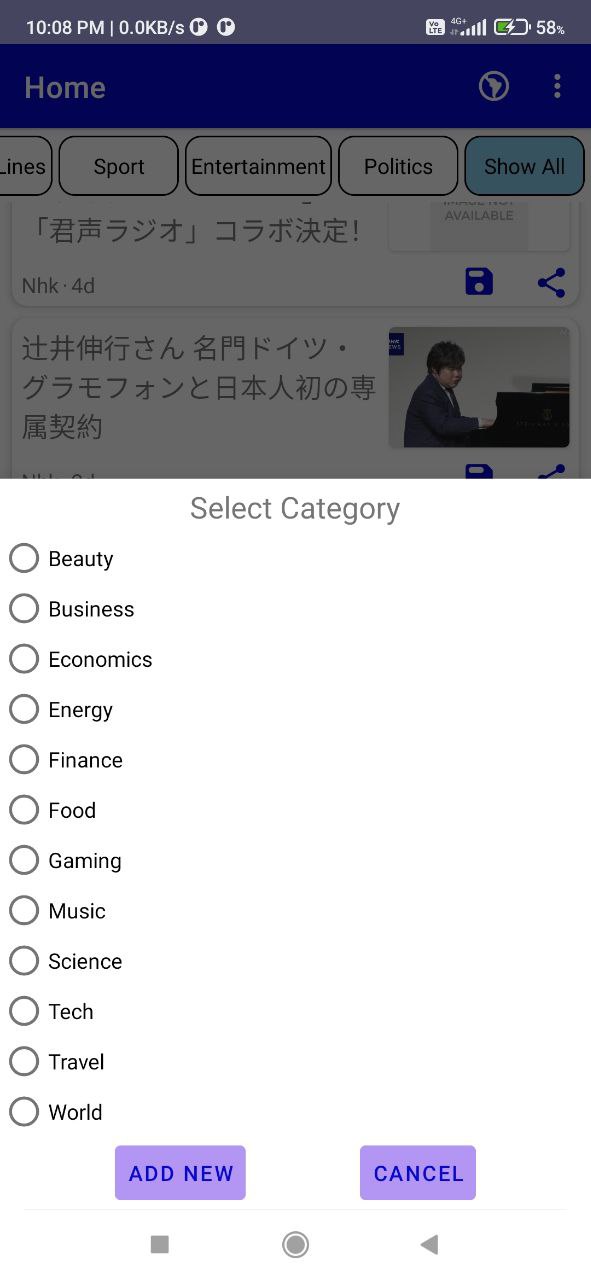 10:08 PM | 0.0KB/s
Vo LTE 4G+ 58%
Home
Lines Sport Entertainment Politics Show All
「君声ラジオ」コラボ決定！
IMAGE NOT
AVAILABLE
Nhk · 4d
辻井伸行さん 名門ドイツ・
グラモフォンと日本人初の専
属契約
Select Category
Beauty
Business
Economics
Energy
Finance
Food
Gaming
Music
Science
Tech
Travel
World
ADD NEW
CANCEL